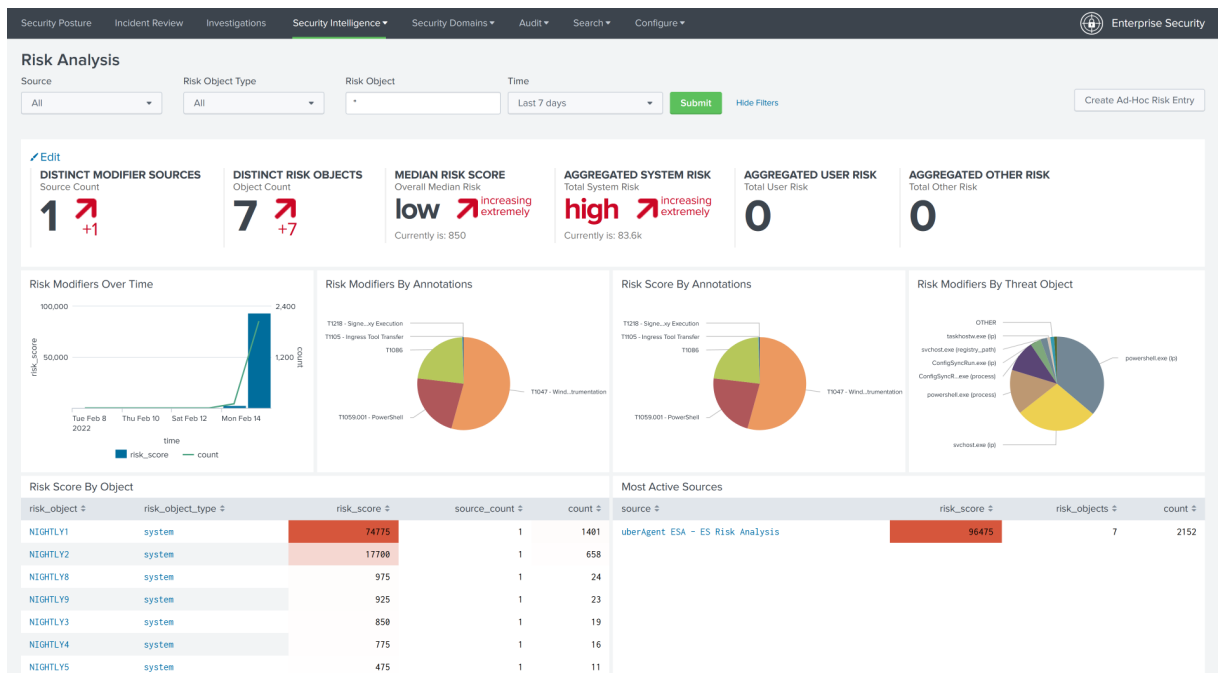 Security Posture Incident Review Investigations Security Intelligence Security Domains Audit Search Configure Enterprise Security
Risk Analysis
Source Risk Object Type Risk Object Time
All All * Last 7 days Submit Hide Filters Create Ad-Hoc Risk Entry
Edit
DISTINCT MODIFIER SOURCES
Source Count
1 +1
DISTINCT RISK OBJECTS
Object Count
7 +7
MEDIAN RISK SCORE
Overall Median Risk
low increasing extremely
Currently is: 850
AGGREGATED SYSTEM RISK
Total System Risk
high increasing extremely
Currently is: 83.6k
AGGREGATED USER RISK
Total User Risk
0
AGGREGATED OTHER RISK
Total Other Risk
0
Risk Modifiers Over Time
100,000 2,400
50,000 1,200
risk_score
count
Tue Feb 8 Thu Feb 10 Sat Feb 12 Mon Feb 14
2022
time
risk_score count
Risk Modifiers By Annotations
T1218 - Signe...xy Execution
T1105 - Ingress Tool Transfer
T1086
T1047 - Wind...trumentation
T1059.001 - PowerShell
Risk Score By Annotations
T1218 - Signe...xy Execution
T1105 - Ingress Tool Transfer
T1086
T1047 - Wind...trumentation
T1059.001 - PowerShell
Risk Modifiers By Threat Object
OTHER
taskhostw.exe (ip)
svchost.exe (registry_path)
powershell.exe (ip)
ConfigSyncRun.exe (ip)
ConfigSyncR...exe (process)
powershell.exe (process)
svchost.exe (ip)
Risk Score By Object
risk_object risk_object_type risk_score source_count count
NIGHTLY1 system 74775 1 1401
NIGHTLY2 system 17700 1 658
NIGHTLY8 system 975 1 24
NIGHTLY9 system 925 1 23
NIGHTLY3 system 850 1 19
NIGHTLY4 system 775 1 16
NIGHTLY5 system 475 1 11
Most Active Sources
source risk_score risk_objects count
uberAgent ESA - ES Risk Analysis 96475 7 2152